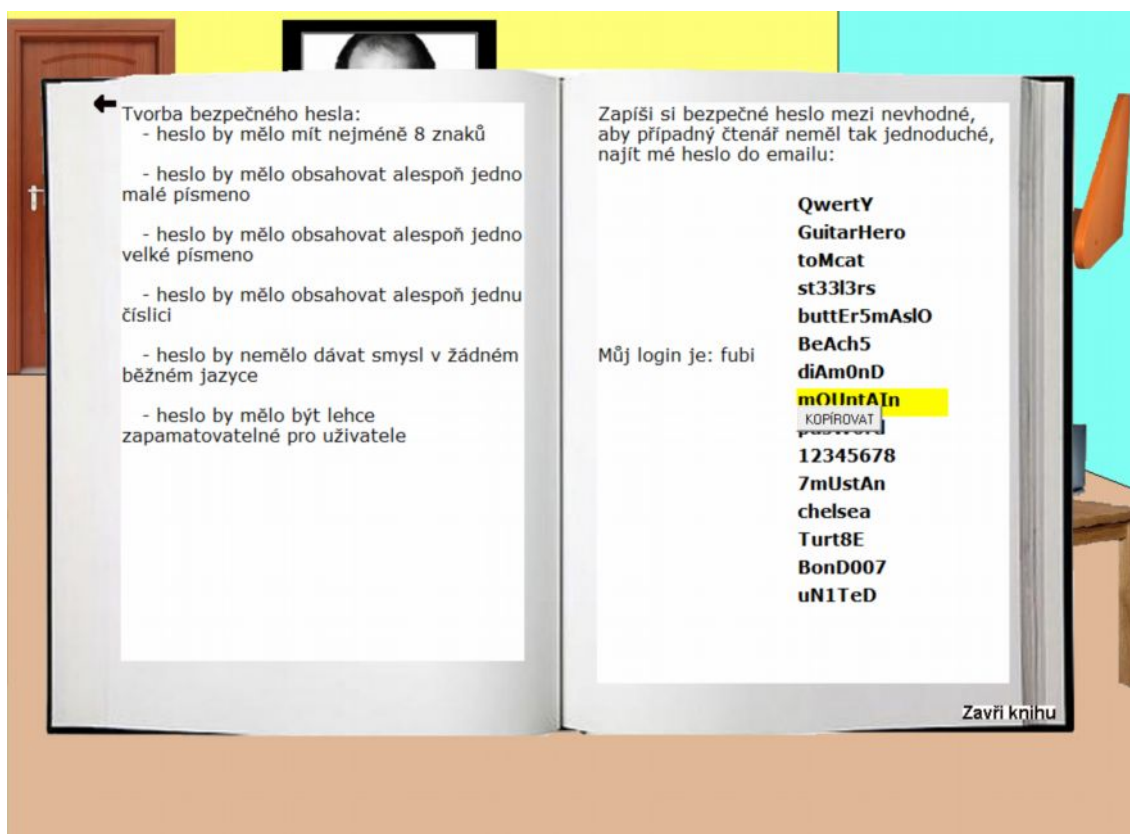 Tvorba bezpečného hesla:
- heslo by mělo mít nejméně 8 znaků
- heslo by mělo obsahovat alespoň jedno
malé písmeno
- heslo by mělo obsahovat alespoň jedno
velké písmeno
- heslo by mělo obsahovat alespoň jednu
číslici
- heslo by nemělo dávat smysl v žádném
běžném jazyce
- heslo by mělo být lehce
zapamatovatelné pro uživatele
Zapíši si bezpečné heslo mezi nevhodné,
aby případný čtenář neměl tak jednoduché,
najít mé heslo do emailu:
QwertY
GuitarHero
toMcat
st33l3rs
buttEr5mAslO
BeAch5
Můj login je: fubi
diAm0nD
mOUntAIn
KOPÍROVAT
12345678
7mUstAn
chelsea
Turt8E
BonD007
uN1TeD
Zavři knihu